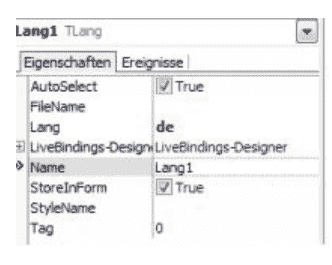 Lang1 TLang
Eigenschaften Ereignisse
AutoSelect True
FileName
Lang de
LiveBindings-Design LiveBindings-Designer
Name Lang1
StoreInForm True
StyleName
Tag 0